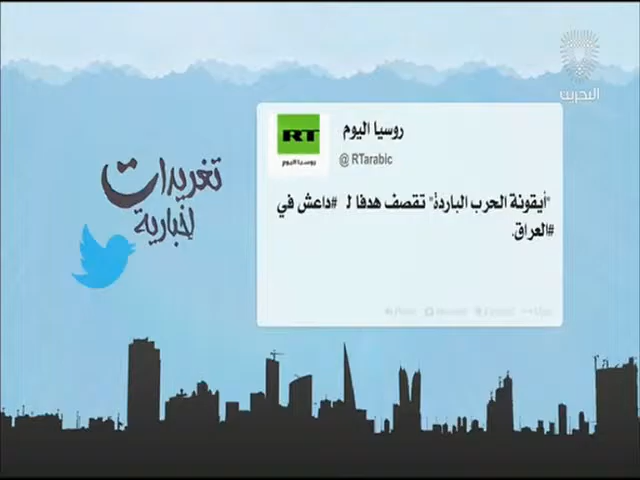 البحرين
RT
روسيا اليوم
روسيا اليوم
@RTarabic
تغريدات
إخبارية
"أيقونة الحرب الباردة" تقصف هدفا لـ #داعش في
#العراق.